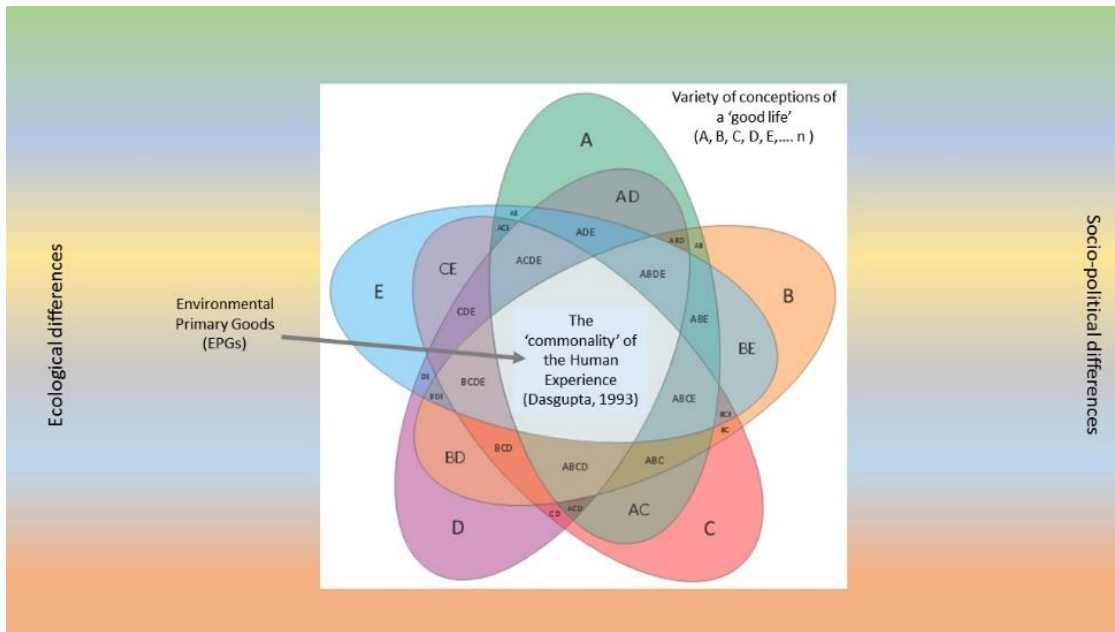 Variety of conceptions of
a ‘good life’
(A, B, C, D, E,…. n )
A
AD
AE
ACE
ADE
ABD
AB
CE
ACDE
ABDE
E
B
CDE
ABE
BE
Ecological differences
Socio-political differences
Environmental
Primary Goods
(EPGs)
The
‘commonality’ of
the Human
Experience
(Dasgupta, 1993)
DE
BDE
BCDE
ABCE
BCE
BC
BD
BCD
ABCD
ABC
CD
ACD
AC
D
C